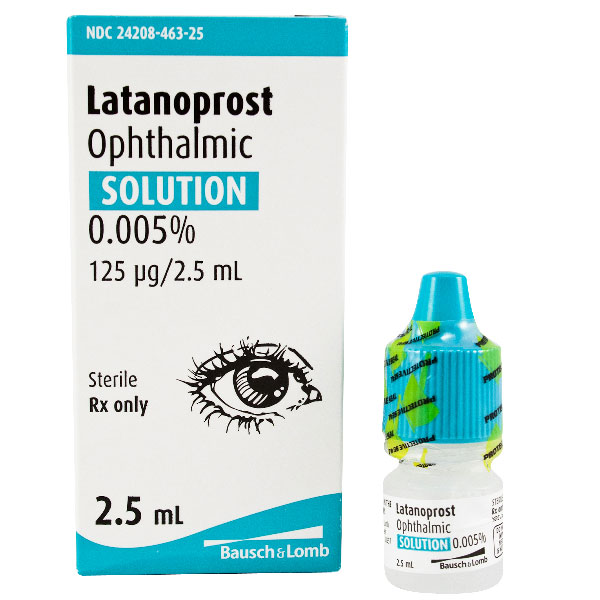 NDC 24208-463-25
Latanoprost
Ophthalmic
SOLUTION
0.005%
125 µg/2.5 mL
Sterile
Rx only
2.5 mL
Bausch & Lomb
Latanoprost
Ophthalmic
SOLUTION 0.005%
Bausch & Lomb
2.5 mL